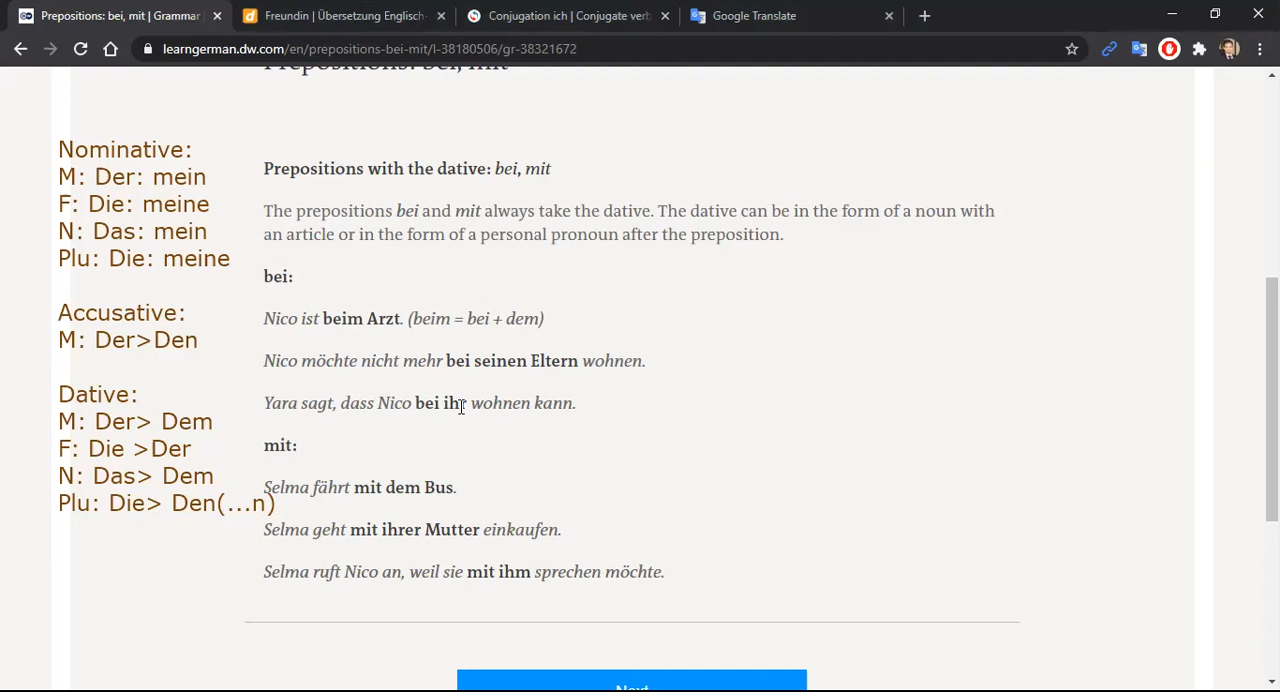 Prepositions: bei, mit | Grammar
Freundin | Übersetzung Englisch-
Conjugation ich | Conjugate verb
Google Translate
learngerman.dw.com/en/prepositions-bei-mit/l-38180506/gr-38321672
Prepositions: bei, mit
Nominative:
M: Der: mein
F: Die: meine
N: Das: mein
Plu: Die: meine
Accusative:
M: Der>Den
Dative:
M: Der> Dem
F: Die >Der
N: Das> Dem
Plu: Die> Den(...n)
Prepositions with the dative: bei, mit
The prepositions bei and mit always take the dative. The dative can be in the form of a noun with
an article or in the form of a personal pronoun after the preposition.
bei:
Nico ist beim Arzt. (beim = bei + dem)
Nico möchte nicht mehr bei seinen Eltern wohnen.
Yara sagt, dass Nico bei ihr wohnen kann.
mit:
Selma fährt mit dem Bus.
Selma geht mit ihrer Mutter einkaufen.
Selma ruft Nico an, weil sie mit ihm sprechen möchte.
Next